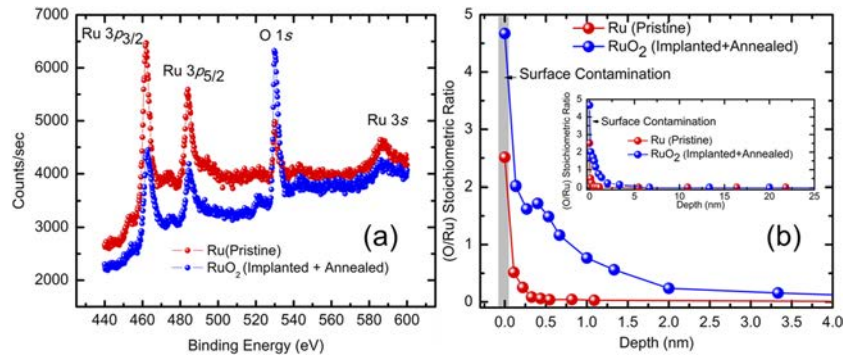 (a)
Ru 3p3/2
Ru 3p5/2
O 1s
Ru 3s
7000
6000
5000
4000
3000
2000
Counts/sec
Ru(Pristine)
RuO2 (Implanted + Annealed)
440 460 480 500 520 540 560 580 600
Binding Energy (eV)
(b)
Ru (Pristine)
RuO2 (Implanted+Annealed)
Surface Contamination
5
4
3
2
1
0
(O/Ru) Stoichiometric Ratio
0.0 0.5 1.0 1.5 2.0 2.5 3.0 3.5 4.0
Depth (nm)
5
4
3
2
1
0
(O/Ru) Stoichiometric Ratio
Surface Contamination
Ru (Pristine)
RuO2 (Implanted+Annealed)
0 5 10 15 20 25
Depth (nm)